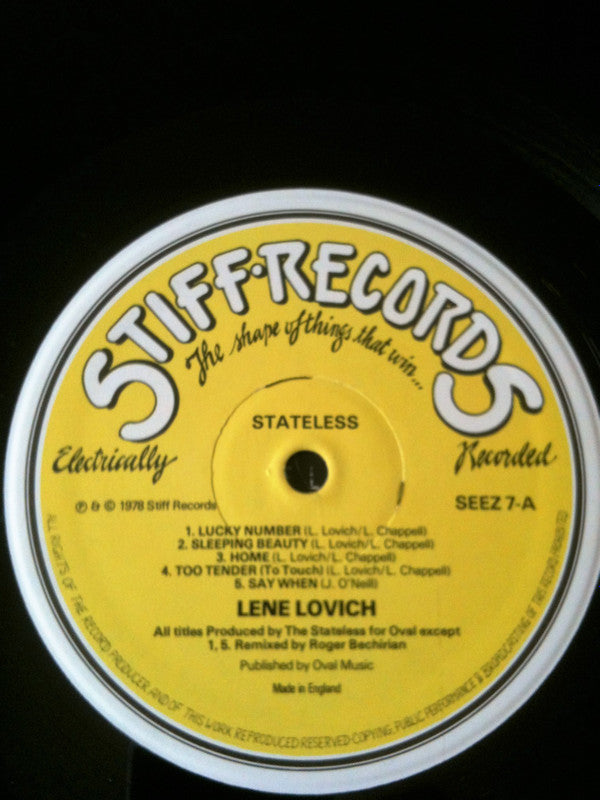 STIFF·RECORDS
The shape of things that win...
STATELESS
Electrically
Recorded
℗ & © 1978 Stiff Records
SEEZ 7-A
1. LUCKY NUMBER (L. Lovich/L. Chappell)
2. SLEEPING BEAUTY (L. Lovich/L. Chappell)
3. HOME (L. Lovich/L. Chappell)
4. TOO TENDER (To Touch) (L. Lovich/L. Chappell)
5. SAY WHEN (J. O'Neill)
LENE LOVICH
All titles Produced by The Stateless for Oval except
1, 5. Remixed by Roger Bechirian
Published by Oval Music
Made in England
ALL RIGHTS OF THE RECORD PRODUCER AND OF THIS WORK REPRODUCED RESERVED·COPYING, PUBLIC PERFORMANCE & BROADCASTING OF THIS RECORD PROHIBITED